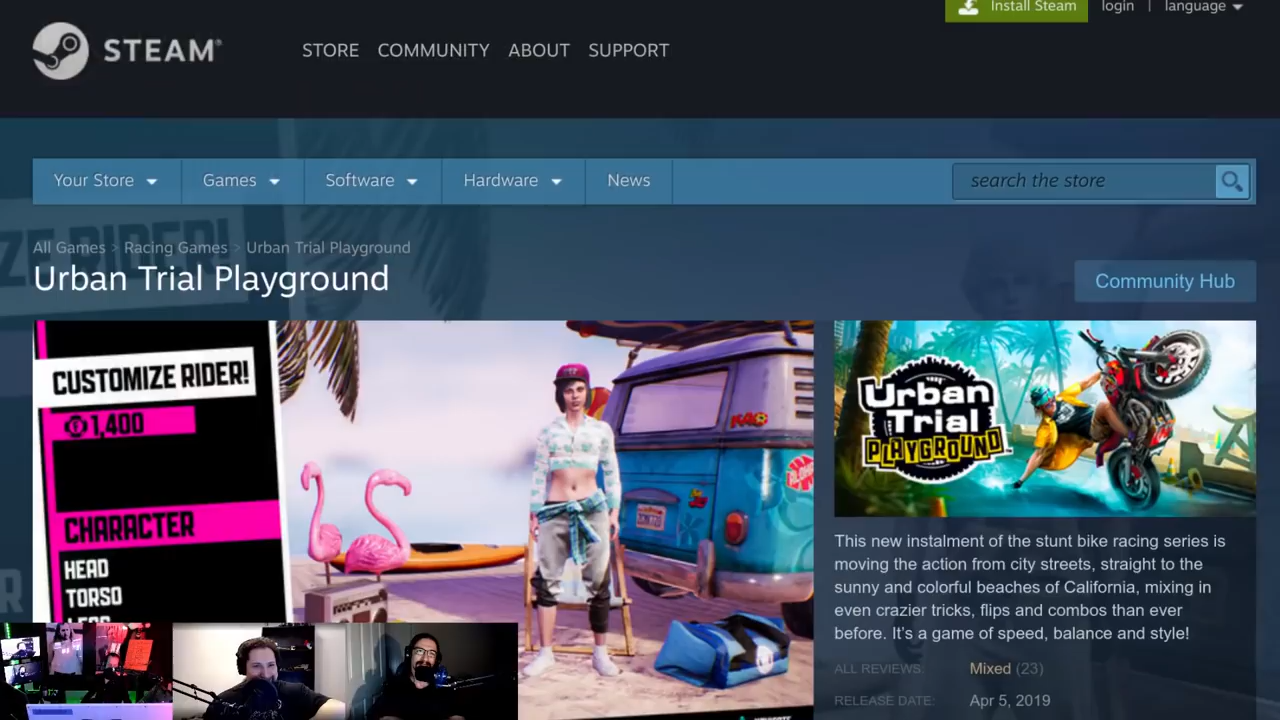 Install Steam
login
|
language
STEAM®
STORE
COMMUNITY
ABOUT
SUPPORT
Your Store
Games
Software
Hardware
News
search the store
All Games > Racing Games > Urban Trial Playground
Urban Trial Playground
Community Hub
CUSTOMIZE RIDER!
1,400
CHARACTER
HEAD
TORSO
Urban
Trial
PLAYGROUND
This new instalment of the stunt bike racing series is
moving the action from city streets, straight to the
sunny and colorful beaches of California, mixing in
even crazier tricks, flips and combos than ever
before. It's a game of speed, balance and style!
ALL REVIEWS:
Mixed (23)
RELEASE DATE:
Apr 5, 2019